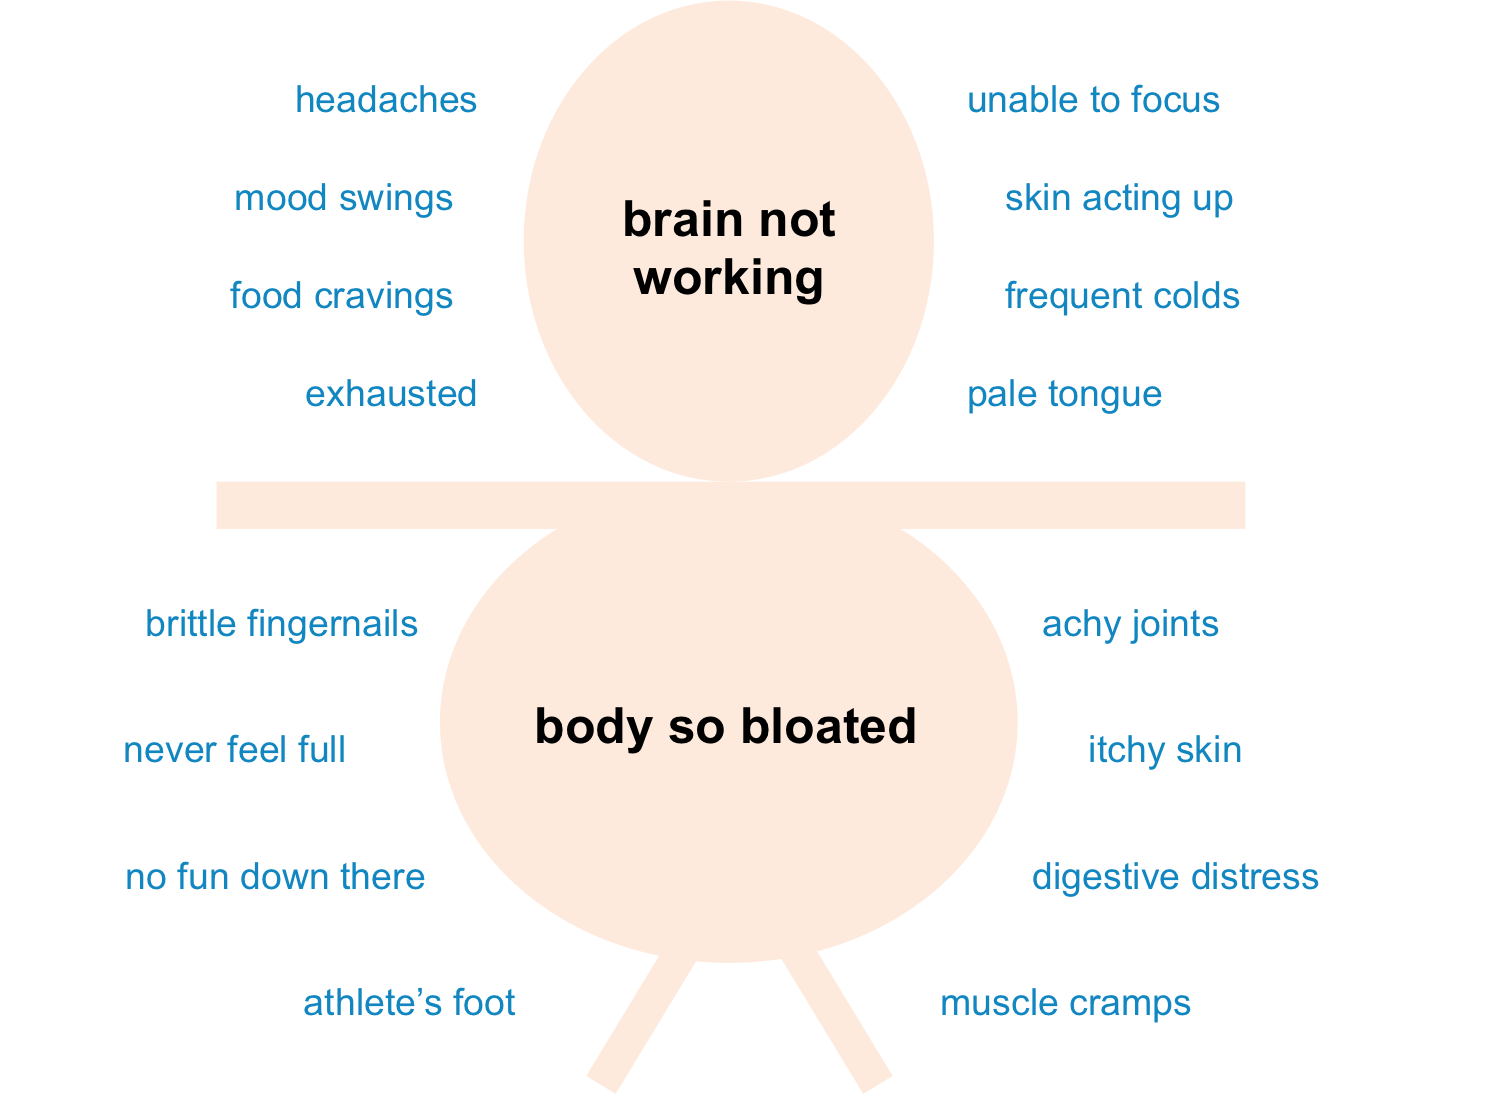 headaches
unable to focus
mood swings
skin acting up
brain not
working
food cravings
frequent colds
exhausted
pale tongue
brittle fingernails
achy joints
body so bloated
never feel full
itchy skin
no fun down there
digestive distress
athlete’s foot
muscle cramps